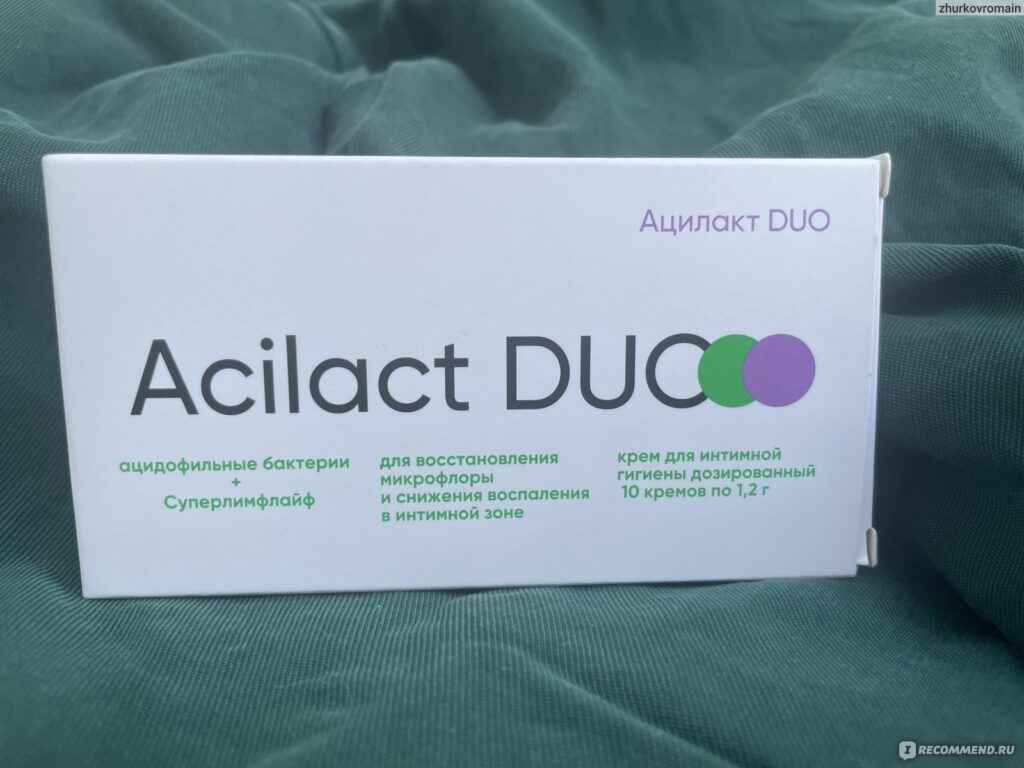 zhurkovromain
Ацилакт DUO
Acilact DUO
ацидофильные бактерии
+
Суперлимфлайф
для восстановления
микрофлоры
и снижения воспаления
в интимной зоне
крем для интимной
гигиены дозированный
10 кремов по 1,2 г
I RECOMMEND.RU